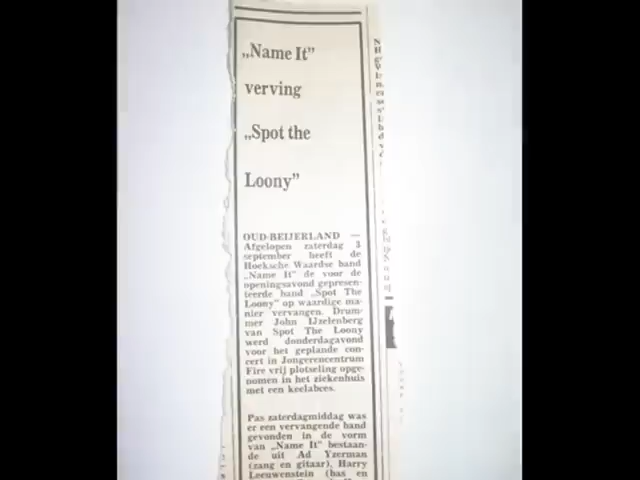 „Name It”
verving
„Spot the
Loony”
OUD-BEIJERLAND —
Afgelopen zaterdag 3
september heeft de
Hoeksche Waardse band
„Name It” de voor de
openingsavond gepresen-
teerde band „Spot The
Loony” op waardige ma-
nier vervangen. Drum-
mer John IJzelenberg
van Spot The Loony
werd donderdagavond
voor het geplande con-
cert in Jongerencentrum
Fire vrij plotseling opge-
nomen in het ziekenhuis
met een keelabces.
Pas zaterdagmiddag was
er een vervangende band
gevonden in de vorm
van „Name It” bestaan-
de uit Ad Yzerman
(zang en gitaar), Harry
Leeuwenstein (bas en